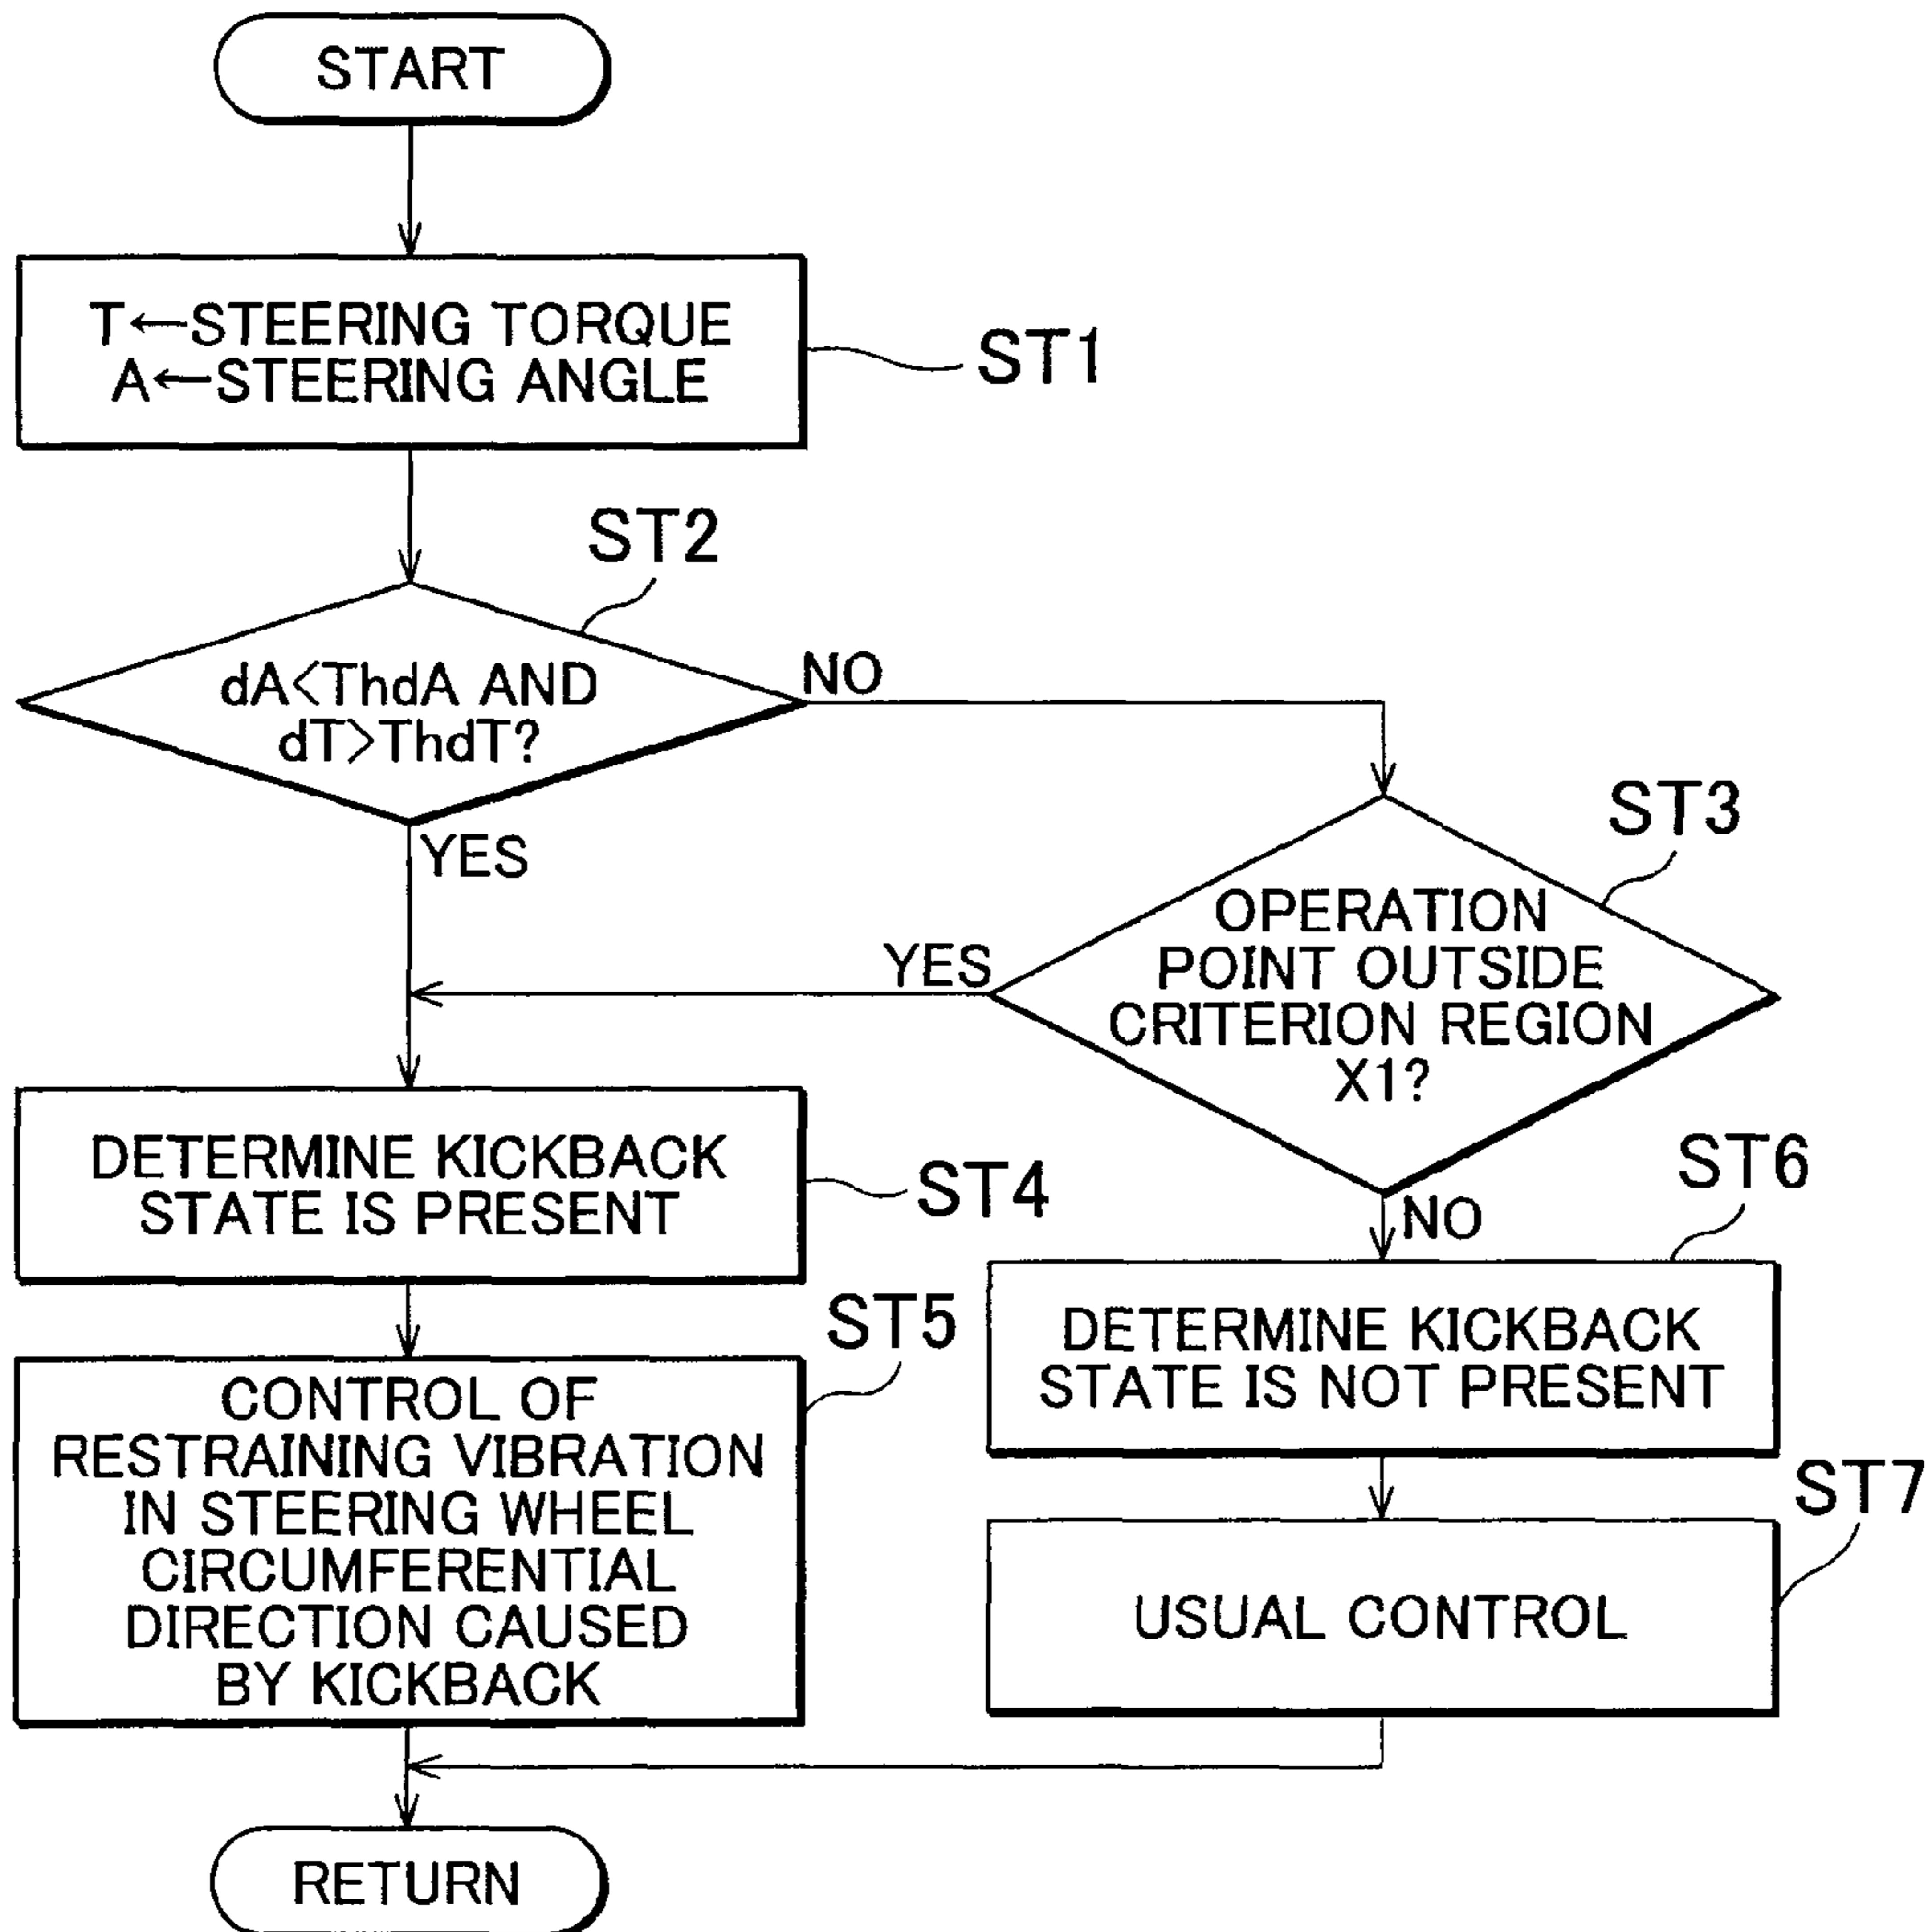 START
T←STEERING TORQUE
A←STEERING ANGLE
ST1
ST2
dA<ThdA AND
dT>ThdT?
NO
YES
ST3
OPERATION
POINT OUTSIDE
CRITERION REGION
X1?
YES
NO
DETERMINE KICKBACK
STATE IS PRESENT
ST4
ST6
DETERMINE KICKBACK
STATE IS NOT PRESENT
ST5
CONTROL OF
RESTRAINING VIBRATION
IN STEERING WHEEL
CIRCUMFERENTIAL
DIRECTION CAUSED
BY KICKBACK
ST7
USUAL CONTROL
RETURN